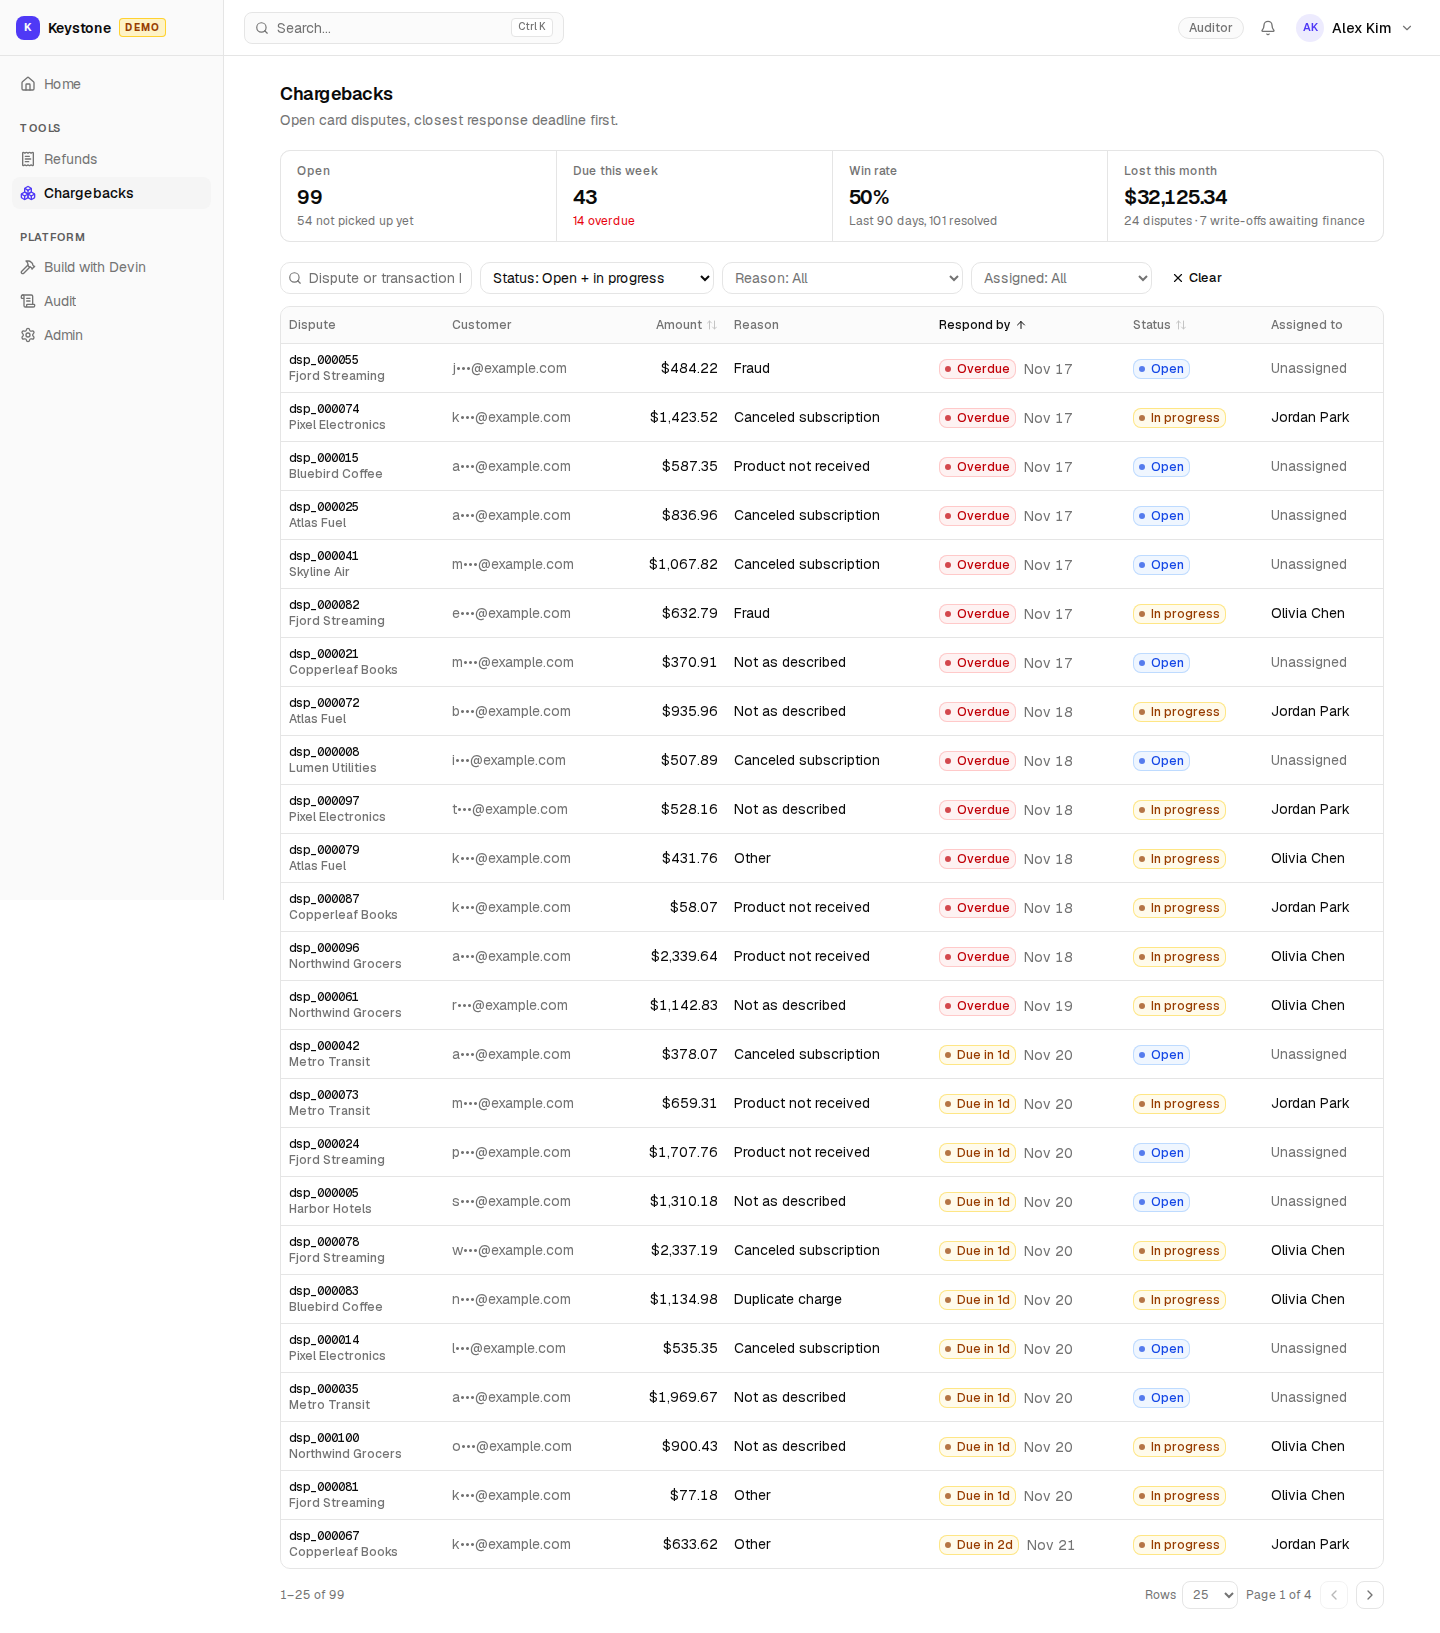 K Keystone DEMO
Search... Ctrl K
Auditor
AK Alex Kim
Home
TOOLS
Refunds
Chargebacks
PLATFORM
Build with Devin
Audit
Admin
Chargebacks
Open card disputes, closest response deadline first.
Open
99
54 not picked up yet
Due this week
43
14 overdue
Win rate
50%
Last 90 days, 101 resolved
Lost this month
$32,125.34
24 disputes · 7 write-offs awaiting finance
Dispute or transaction I
Status: Open + in progress
Reason: All
Assigned: All
Clear
Dispute Customer Amount Reason Respond by Status Assigned to
dsp_000055
Fjord Streaming
j•••@example.com $484.22 Fraud Overdue Nov 17 Open Unassigned
dsp_000074
Pixel Electronics
k•••@example.com $1,423.52 Canceled subscription Overdue Nov 17 In progress Jordan Park
dsp_000015
Bluebird Coffee
a•••@example.com $587.35 Product not received Overdue Nov 17 Open Unassigned
dsp_000025
Atlas Fuel
a•••@example.com $836.96 Canceled subscription Overdue Nov 17 Open Unassigned
dsp_000041
Skyline Air
m•••@example.com $1,067.82 Canceled subscription Overdue Nov 17 Open Unassigned
dsp_000082
Fjord Streaming
e•••@example.com $632.79 Fraud Overdue Nov 17 In progress Olivia Chen
dsp_000021
Copperleaf Books
m•••@example.com $370.91 Not as described Overdue Nov 17 Open Unassigned
dsp_000072
Atlas Fuel
b•••@example.com $935.96 Not as described Overdue Nov 18 In progress Jordan Park
dsp_000008
Lumen Utilities
i•••@example.com $507.89 Canceled subscription Overdue Nov 18 Open Unassigned
dsp_000097
Pixel Electronics
t•••@example.com $528.16 Not as described Overdue Nov 18 In progress Jordan Park
dsp_000079
Atlas Fuel
k•••@example.com $431.76 Other Overdue Nov 18 In progress Olivia Chen
dsp_000087
Copperleaf Books
k•••@example.com $58.07 Product not received Overdue Nov 18 In progress Jordan Park
dsp_000096
Northwind Grocers
a•••@example.com $2,339.64 Product not received Overdue Nov 18 In progress Olivia Chen
dsp_000061
Northwind Grocers
r•••@example.com $1,142.83 Not as described Overdue Nov 19 In progress Olivia Chen
dsp_000042
Metro Transit
a•••@example.com $378.07 Canceled subscription Due in 1d Nov 20 Open Unassigned
dsp_000073
Metro Transit
m•••@example.com $659.31 Product not received Due in 1d Nov 20 In progress Jordan Park
dsp_000024
Fjord Streaming
p•••@example.com $1,707.76 Product not received Due in 1d Nov 20 Open Unassigned
dsp_000005
Harbor Hotels
s•••@example.com $1,310.18 Not as described Due in 1d Nov 20 Open Unassigned
dsp_000078
Fjord Streaming
w•••@example.com $2,337.19 Canceled subscription Due in 1d Nov 20 In progress Olivia Chen
dsp_000083
Bluebird Coffee
n•••@example.com $1,134.98 Duplicate charge Due in 1d Nov 20 In progress Olivia Chen
dsp_000014
Pixel Electronics
l•••@example.com $535.35 Canceled subscription Due in 1d Nov 20 Open Unassigned
dsp_000035
Metro Transit
a•••@example.com $1,969.67 Not as described Due in 1d Nov 20 Open Unassigned
dsp_000100
Northwind Grocers
o•••@example.com $900.43 Not as described Due in 1d Nov 20 In progress Olivia Chen
dsp_000081
Fjord Streaming
k•••@example.com $77.18 Other Due in 1d Nov 20 In progress Olivia Chen
dsp_000067
Copperleaf Books
k•••@example.com $633.62 Other Due in 2d Nov 21 In progress Jordan Park
1–25 of 99
Rows 25 Page 1 of 4